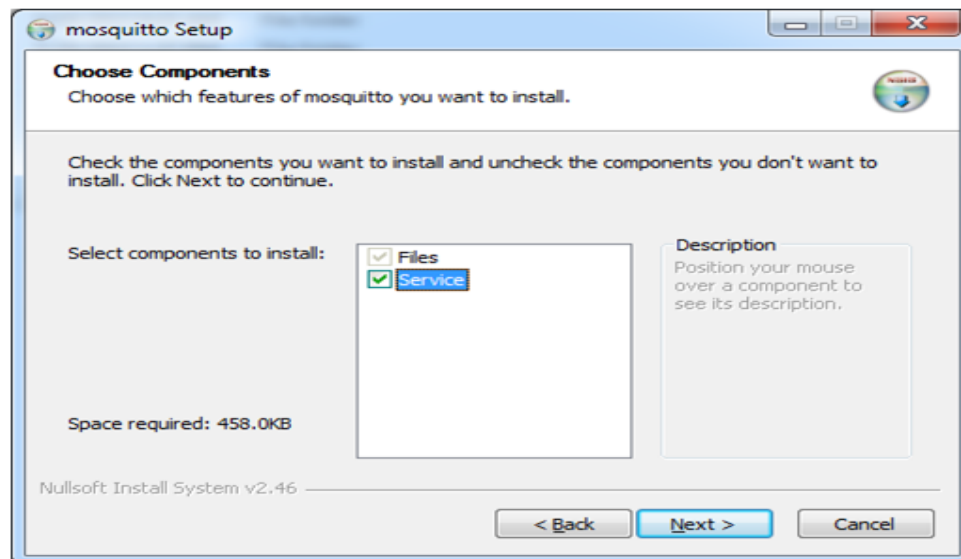 mosquitto Setup
Choose Components
Choose which features of mosquitto you want to install.
Check the components you want to install and uncheck the components you don't want to
install. Click Next to continue.
Select components to install:
Files
Service
Description
Position your mouse
over a component to
see its description.
Space required: 458.0KB
Nullsoft Install System v2.46
< Back
Next >
Cancel